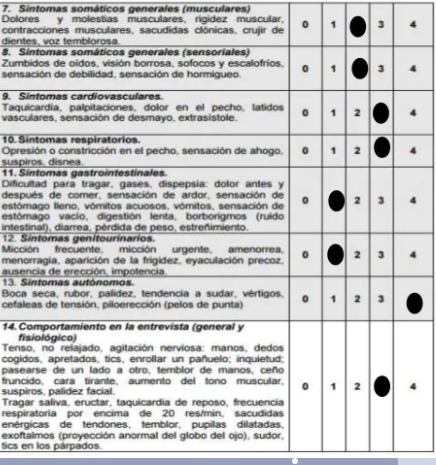 7. Síntomas somáticos generales (musculares)
Dolores y molestias musculares, rigidez muscular,
contracciones musculares, sacudidas clónicas, crujir de
dientes, voz temblorosa.
0 1 3 4
8. Síntomas somáticos generales (sensoriales)
Zumbidos de oídos, visión borrosa, sofocos y escalofríos,
sensación de debilidad, sensación de hormigueo.
0 1 3 4
9. Síntomas cardiovasculares.
Taquicardia, palpitaciones, dolor en el pecho, latidos
vasculares, sensación de desmayo, extrasístole.
0 1 2 4
10. Síntomas respiratorios.
Opresión o constricción en el pecho, sensación de ahogo,
suspiros, disnea.
0 1 2 4
11. Síntomas gastrointestinales.
Dificultad para tragar, gases, dispepsia: dolor antes y
después de comer, sensación de ardor, sensación de
estómago lleno, vómitos acuosos, vómitos, sensación de
estómago vacío, digestión lenta, borborigmos (ruido
intestinal), diarrea, pérdida de peso, estreñimiento.
0 2 3 4
12. Síntomas genitourinarios.
Micción frecuente, micción urgente, amenorrea,
menorragia, aparición de la frigidez, eyaculación precoz,
ausencia de erección, impotencia.
0 2 3 4
13. Síntomas autónomos.
Boca seca, rubor, palidez, tendencia a sudar, vértigos,
cefaleas de tensión, piloerección (pelos de punta)
0 1 2 3
14. Comportamiento en la entrevista (general y
fisiológico)
Tenso, no relajado, agitación nerviosa: manos, dedos
cogidos, apretados, tics, enrollar un pañuelo; inquietud;
pasearse de un lado a otro, temblor de manos, ceño
fruncido, cara tirante, aumento del tono muscular,
suspiros, palidez facial.
Tragar saliva, eructar, taquicardia de reposo, frecuencia
respiratoria por encima de 20 res/min, sacudidas
enérgicas de tendones, temblor, pupilas dilatadas,
exoftalmos (proyección anormal del globo del ojo), sudor,
tics en los párpados.
0 1 2 4